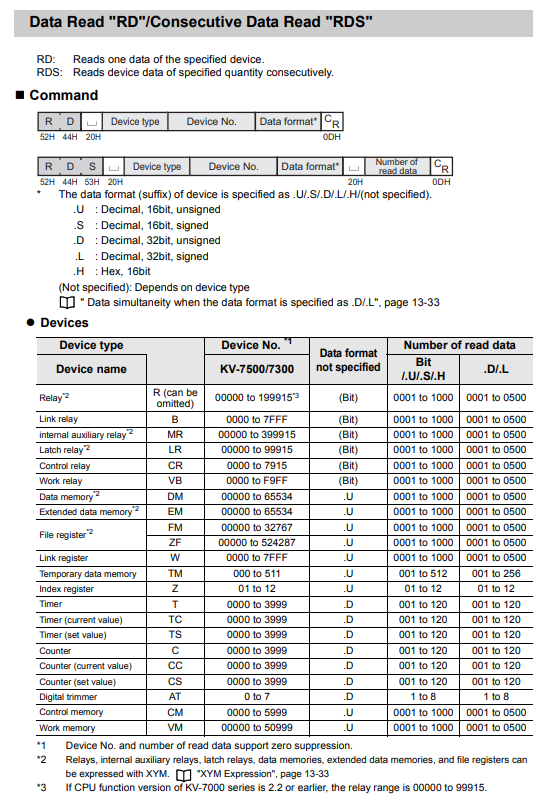 Data Read "RD"/Consecutive Data Read "RDS"
RD: Reads one data of the specified device.
RDS: Reads device data of specified quantity consecutively.
■ Command
R D ⎵ Device type Device No. Data format* CR
52H 44H 20H 0DH
R D S ⎵ Device type Device No. Data format* ⎵ Number of read data CR
52H 44H 53H 20H 20H 0DH
* The data format (suffix) of device is specified as .U/.S/.D/.L/.H/(not specified).
.U : Decimal, 16bit, unsigned
.S : Decimal, 16bit, signed
.D : Decimal, 32bit, unsigned
.L : Decimal, 32bit, signed
.H : Hex, 16bit
(Not specified): Depends on device type
" Data simultaneity when the data format is specified as .D/.L", page 13-33
● Devices
Device type Device No. *1 Data format not specified Number of read data
Device name KV-7500/7300 Bit /.U/.S/.H .D/.L
Relay*2 R (can be omitted) 00000 to 199915*3 (Bit) 0001 to 1000 0001 to 0500
Link relay B 0000 to 7FFF (Bit) 0001 to 1000 0001 to 0500
internal auxiliary relay*2 MR 00000 to 399915 (Bit) 0001 to 1000 0001 to 0500
Latch relay*2 LR 00000 to 99915 (Bit) 0001 to 1000 0001 to 0500
Control relay CR 0000 to 7915 (Bit) 0001 to 1000 0001 to 0500
Work relay VB 0000 to F9FF (Bit) 0001 to 1000 0001 to 0500
Data memory*2 DM 00000 to 65534 .U 0001 to 1000 0001 to 0500
Extended data memory*2 EM 00000 to 65534 .U 0001 to 1000 0001 to 0500
File register*2 FM 00000 to 32767 .U 0001 to 1000 0001 to 0500
ZF 00000 to 524287 .U 0001 to 1000 0001 to 0500
Link register W 0000 to 7FFF .U 0001 to 1000 0001 to 0500
Temporary data memory TM 000 to 511 .U 001 to 512 001 to 256
Index register Z 01 to 12 .U 01 to 12 01 to 12
Timer T 0000 to 3999 .D 001 to 120 001 to 120
Timer (current value) TC 0000 to 3999 .D 001 to 120 001 to 120
Timer (set value) TS 0000 to 3999 .D 001 to 120 001 to 120
Counter C 0000 to 3999 .D 001 to 120 001 to 120
Counter (current value) CC 0000 to 3999 .D 001 to 120 001 to 120
Counter (set value) CS 0000 to 3999 .D 001 to 120 001 to 120
Digital trimmer AT 0 to 7 .D 1 to 8 1 to 8
Control memory CM 0000 to 5999 .U 0001 to 1000 0001 to 0500
Work memory VM 00000 to 50999 .U 0001 to 1000 0001 to 0500
*1 Device No. and number of read data support zero suppression.
*2 Relays, internal auxiliary relays, latch relays, data memories, extended data memories, and file registers can
be expressed with XYM. "XYM Expression", page 13-33
*3 If CPU function version of KV-7000 series is 2.2 or earlier, the relay range is 00000 to 99915.